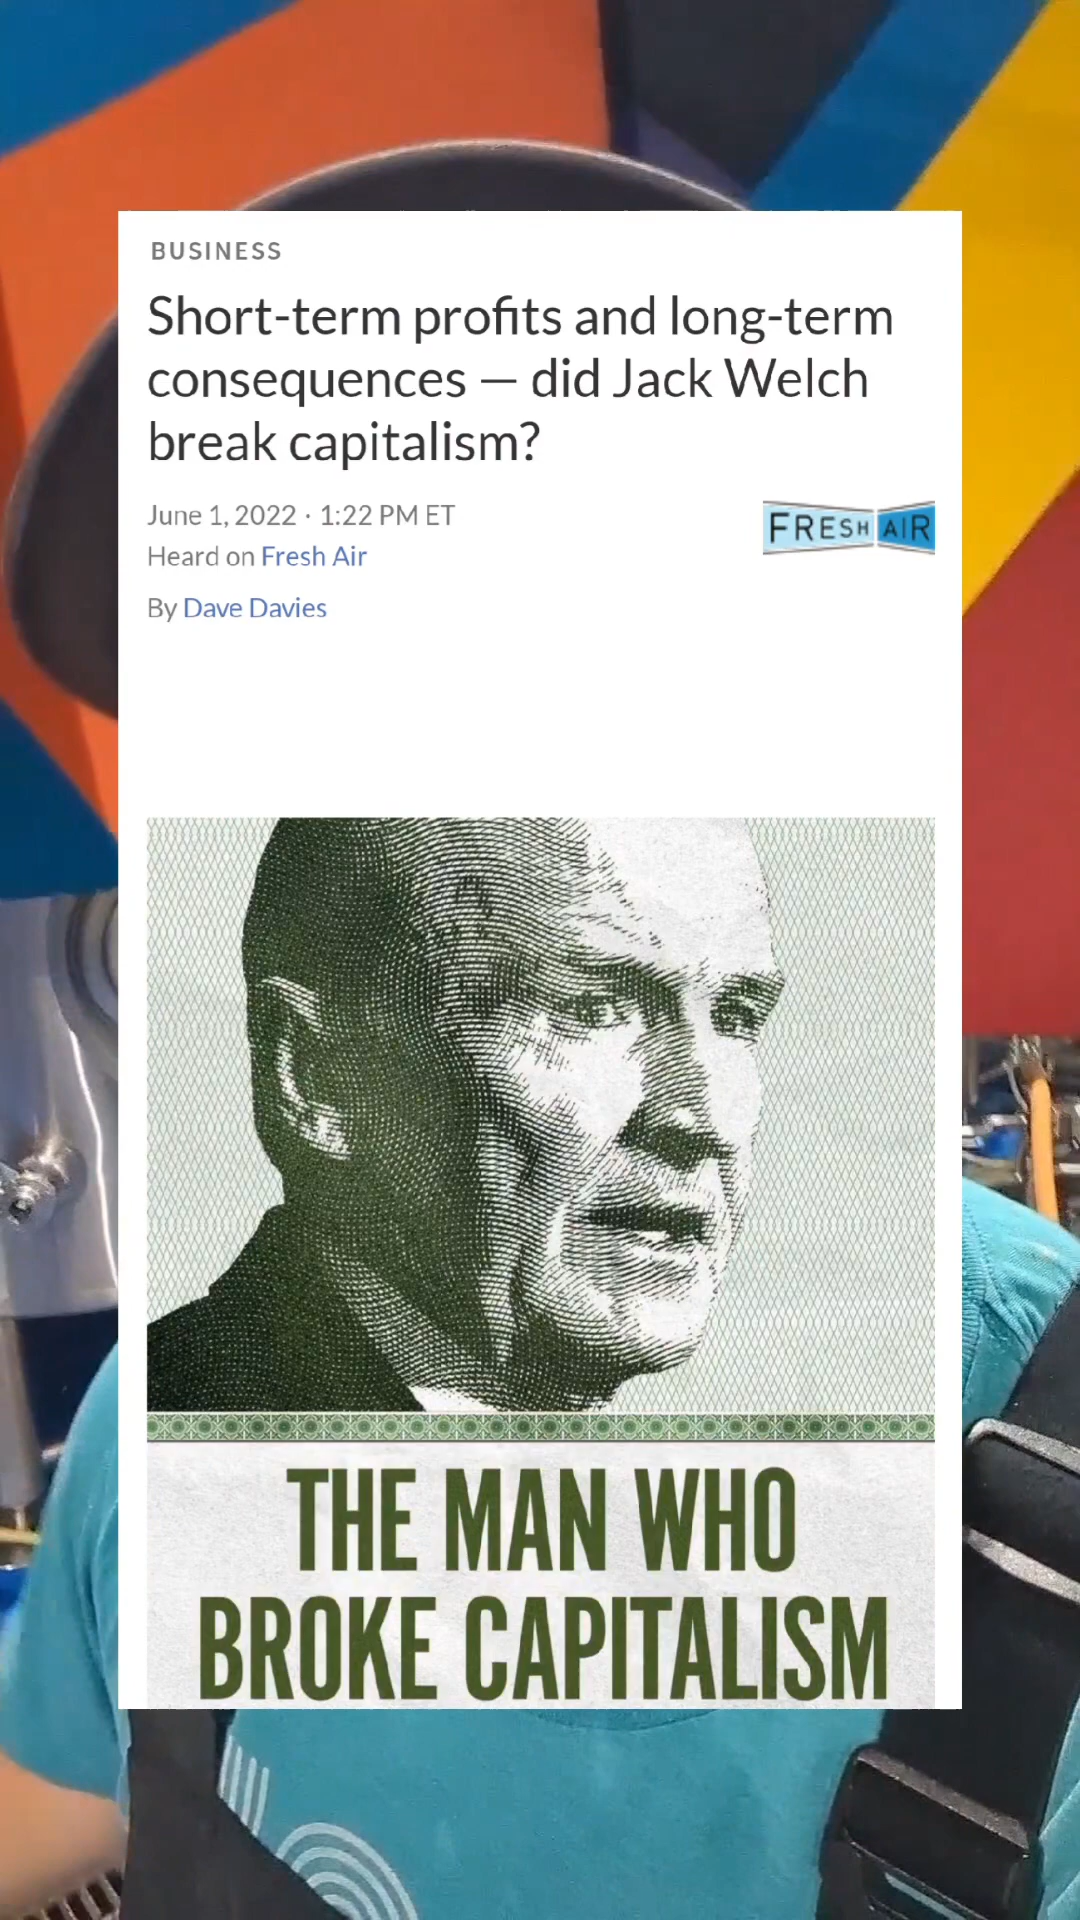 BUSINESS
Short-term profits and long-term
consequences — did Jack Welch
break capitalism?
June 1, 2022 · 1:22 PM ET
Heard on Fresh Air
FRESH AIR
By Dave Davies
THE MAN WHO
BROKE CAPITALISM